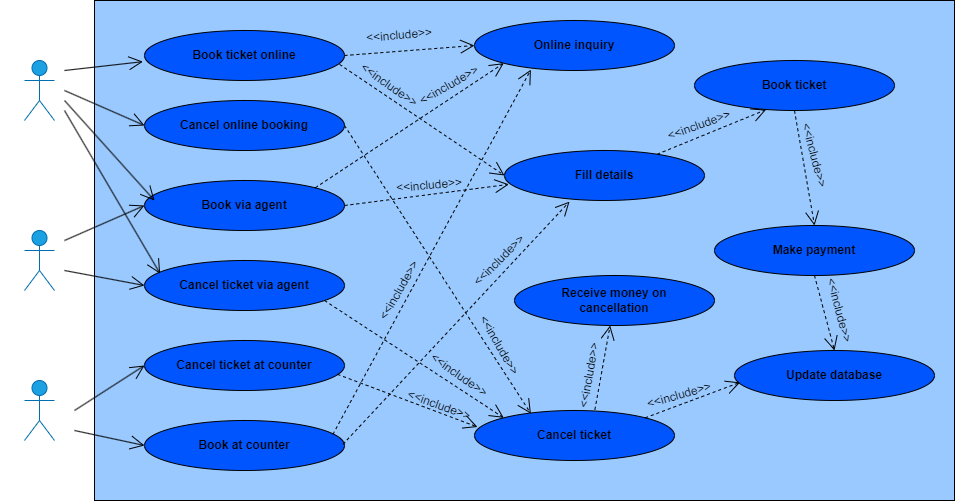 Book ticket online
<<include>>
Online inquiry
<<include>>
<<include>>
Book ticket
Cancel online booking
<<include>>
<<include>>
Fill details
<<include>>
Book via agent
<<include>>
Make payment
Cancel ticket via agent
<<include>>
Receive money on
cancellation
<<include>>
<<include>>
Cancel ticket at counter
<<include>>
<<include>>
Update database
<<include>>
<<include>>
Book at counter
Cancel ticket